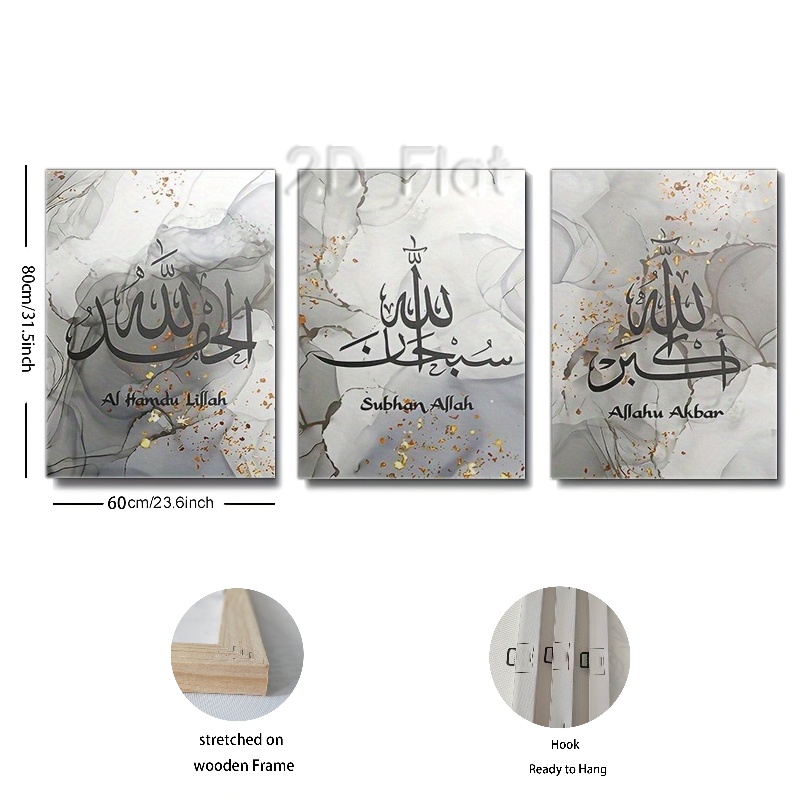 2D_Flat
80cm/31.5inch
الحمد لله
Al Hamdu Lillah
سبحان الله
Subhan Allah
الله أكبر
Allahu Akbar
60cm/23.6inch
stretched on
wooden Frame
Hook
Ready to Hang